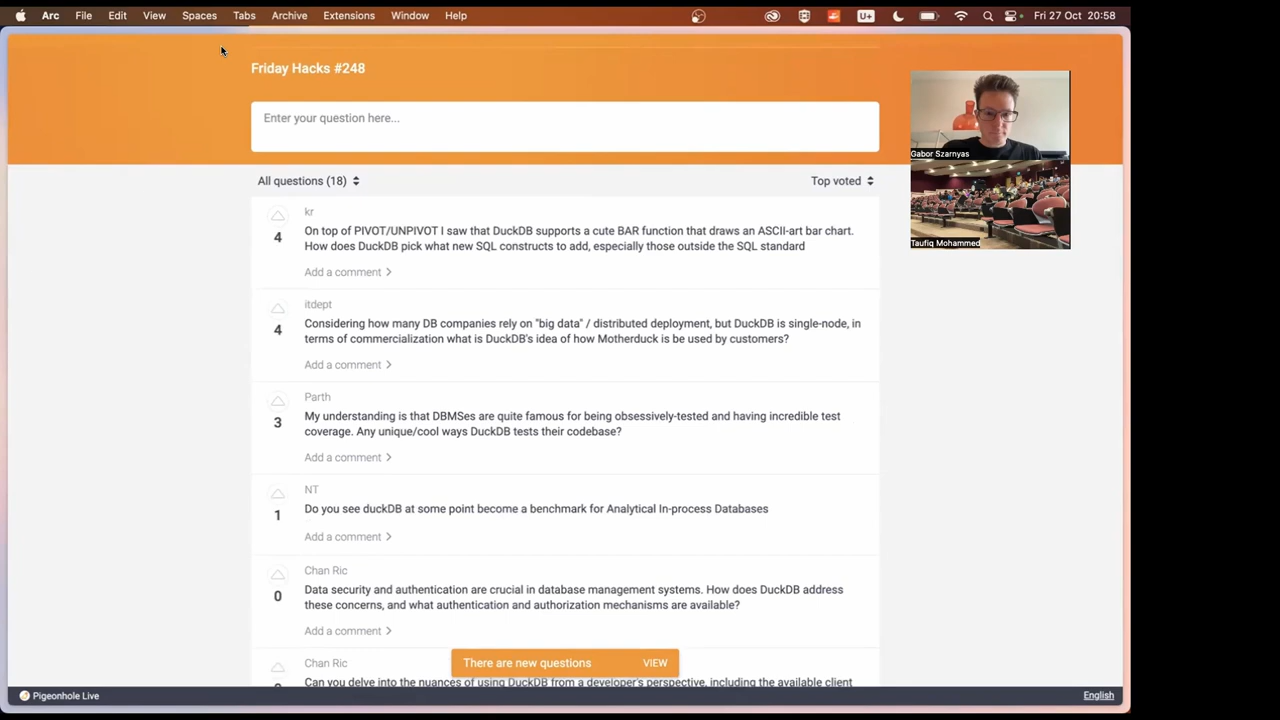 Arc File Edit View Spaces Tabs Archive Extensions Window Help U+ Fri 27 Oct 20:58
Friday Hacks #248
Enter your question here...
Gabor Szarnyas
Taufiq Mohammed
All questions (18) Top voted
kr
4
On top of PIVOT/UNPIVOT I saw that DuckDB supports a cute BAR function that draws an ASCII-art bar chart.
How does DuckDB pick what new SQL constructs to add, especially those outside the SQL standard
Add a comment
itdept
4
Considering how many DB companies rely on "big data" / distributed deployment, but DuckDB is single-node, in
terms of commercialization what is DuckDB's idea of how Motherduck is be used by customers?
Add a comment
Parth
3
My understanding is that DBMSes are quite famous for being obsessively-tested and having incredible test
coverage. Any unique/cool ways DuckDB tests their codebase?
Add a comment
NT
1
Do you see duckDB at some point become a benchmark for Analytical In-process Databases
Add a comment
Chan Ric
0
Data security and authentication are crucial in database management systems. How does DuckDB address
these concerns, and what authentication and authorization mechanisms are available?
Add a comment
Chan Ric
Can you delve into the nuances of using DuckDB from a developer's perspective, including the available client
There are new questions VIEW
Pigeonhole Live English